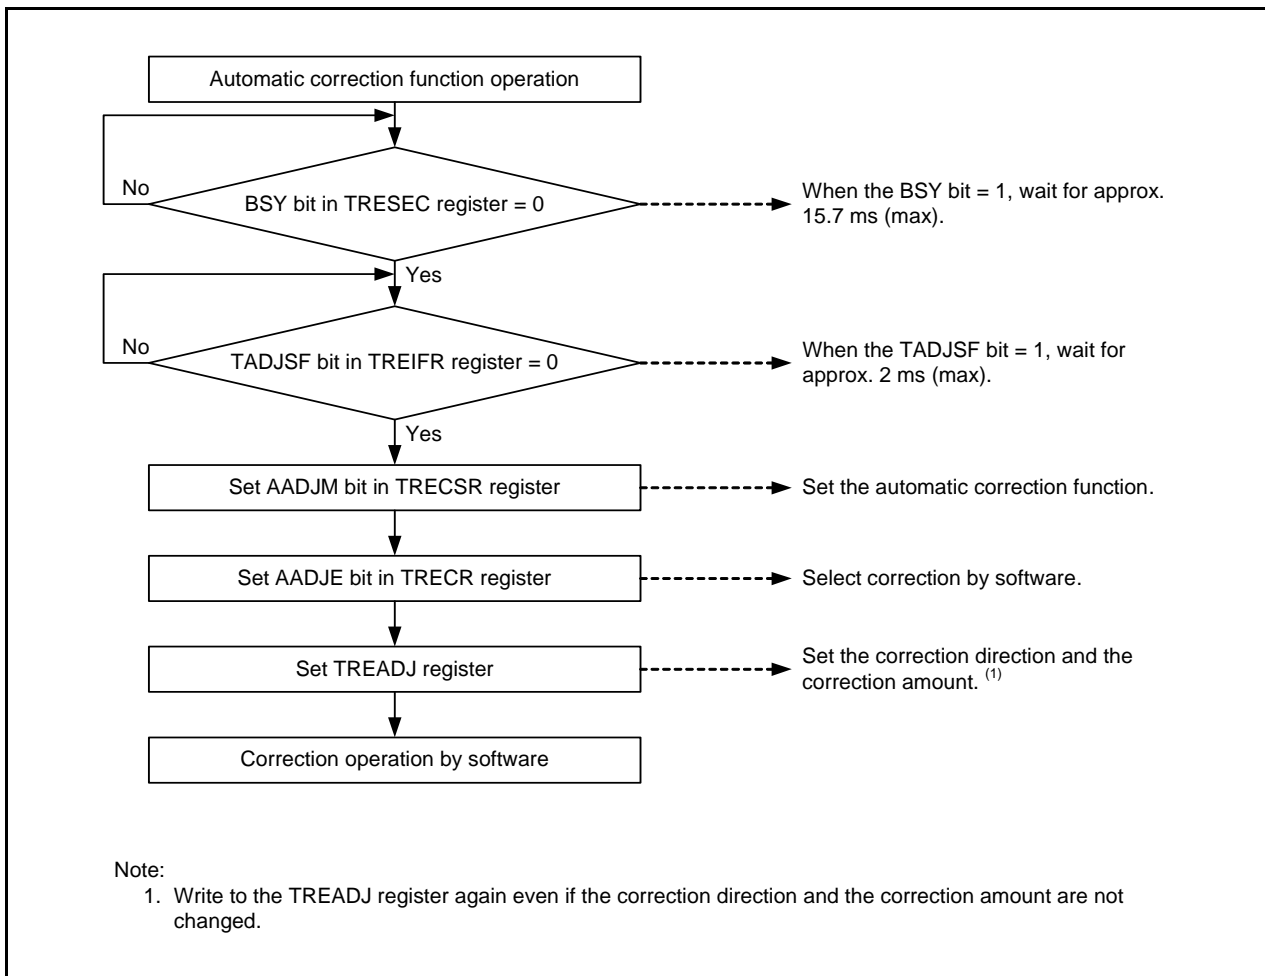 Automatic correction function operation
No
BSY bit in TRESEC register = 0
When the BSY bit = 1, wait for approx.
15.7 ms (max).
Yes
No
TADJSF bit in TREIFR register = 0
When the TADJSF bit = 1, wait for
approx. 2 ms (max).
Yes
Set AADJM bit in TRECSR register
Set the automatic correction function.
Set AADJE bit in TRECR register
Select correction by software.
Set TREADJ register
Set the correction direction and the
correction amount. (1)
Correction operation by software
Note:
1. Write to the TREADJ register again even if the correction direction and the correction amount are not
changed.